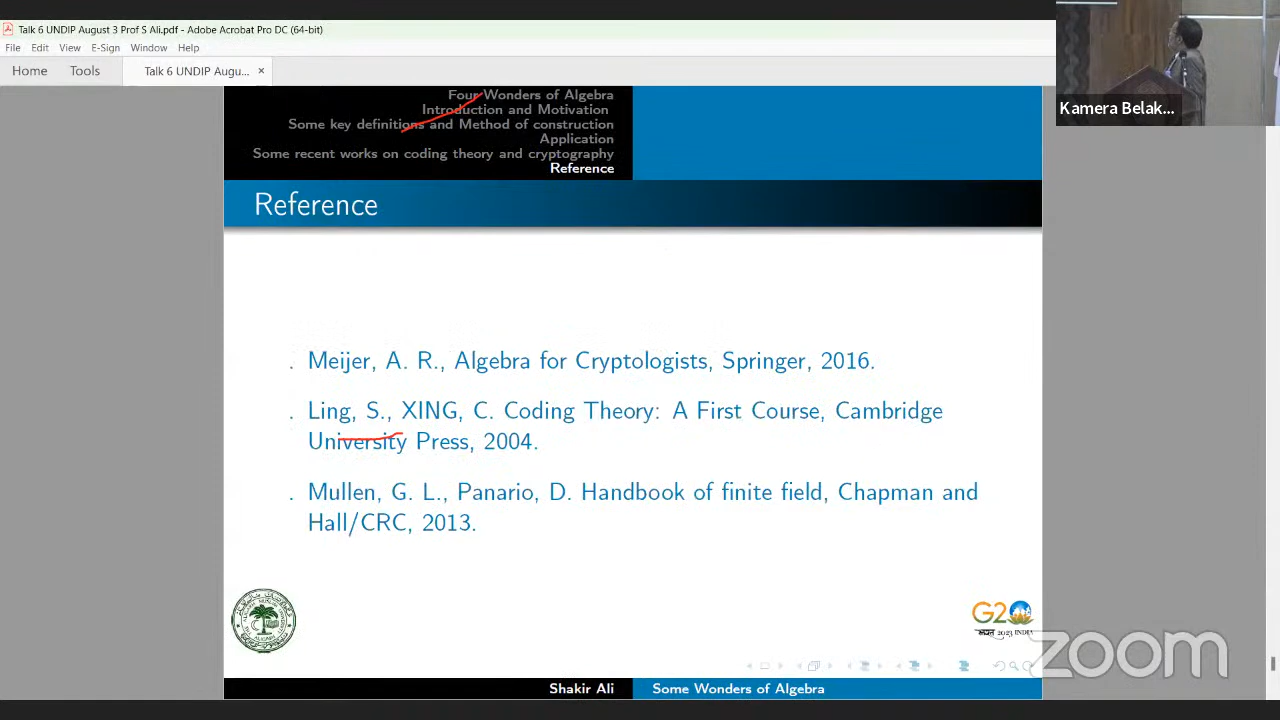 Talk 6 UNDIP August 3 Prof S Ali.pdf - Adobe Acrobat Pro DC (64-bit)
File Edit View E-Sign Window Help
Home Tools Talk 6 UNDIP Augu... ×
Kamera Belak...
Four Wonders of Algebra
Introduction and Motivation
Some key definitions and Method of construction
Application
Some recent works on coding theory and cryptography
Reference
Reference
. Meijer, A. R., Algebra for Cryptologists, Springer, 2016.
. Ling, S., XING, C. Coding Theory: A First Course, Cambridge
University Press, 2004.
. Mullen, G. L., Panario, D. Handbook of finite field, Chapman and
Hall/CRC, 2013.
G20
2023 INDIA
zoom
Shakir Ali Some Wonders of Algebra